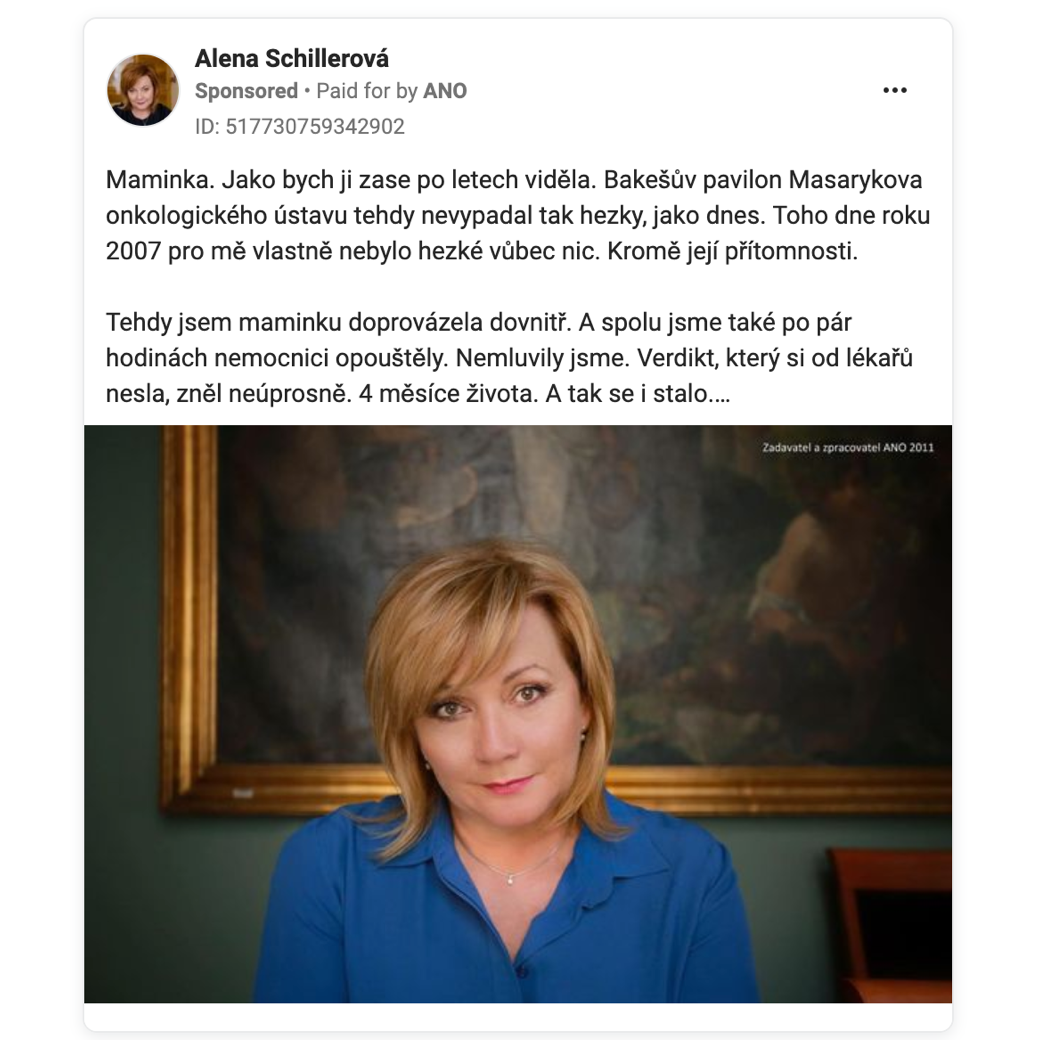 Alena Schillerová
Sponsored • Paid for by ANO
ID: 517730759342902
Maminka. Jako bych ji zase po letech viděla. Bakešův pavilon Masarykova
onkologického ústavu tehdy nevypadal tak hezky, jako dnes. Toho dne roku
2007 pro mě vlastně nebylo hezké vůbec nic. Kromě její přítomnosti.
Tehdy jsem maminku doprovázela dovnitř. A spolu jsme také po pár
hodinách nemocnici opouštěly. Nemluvily jsme. Verdikt, který si od lékařů
nesla, zněl neúprosně. 4 měsíce života. A tak se i stalo.…
Zadavatel a zpracovatel ANO 2011